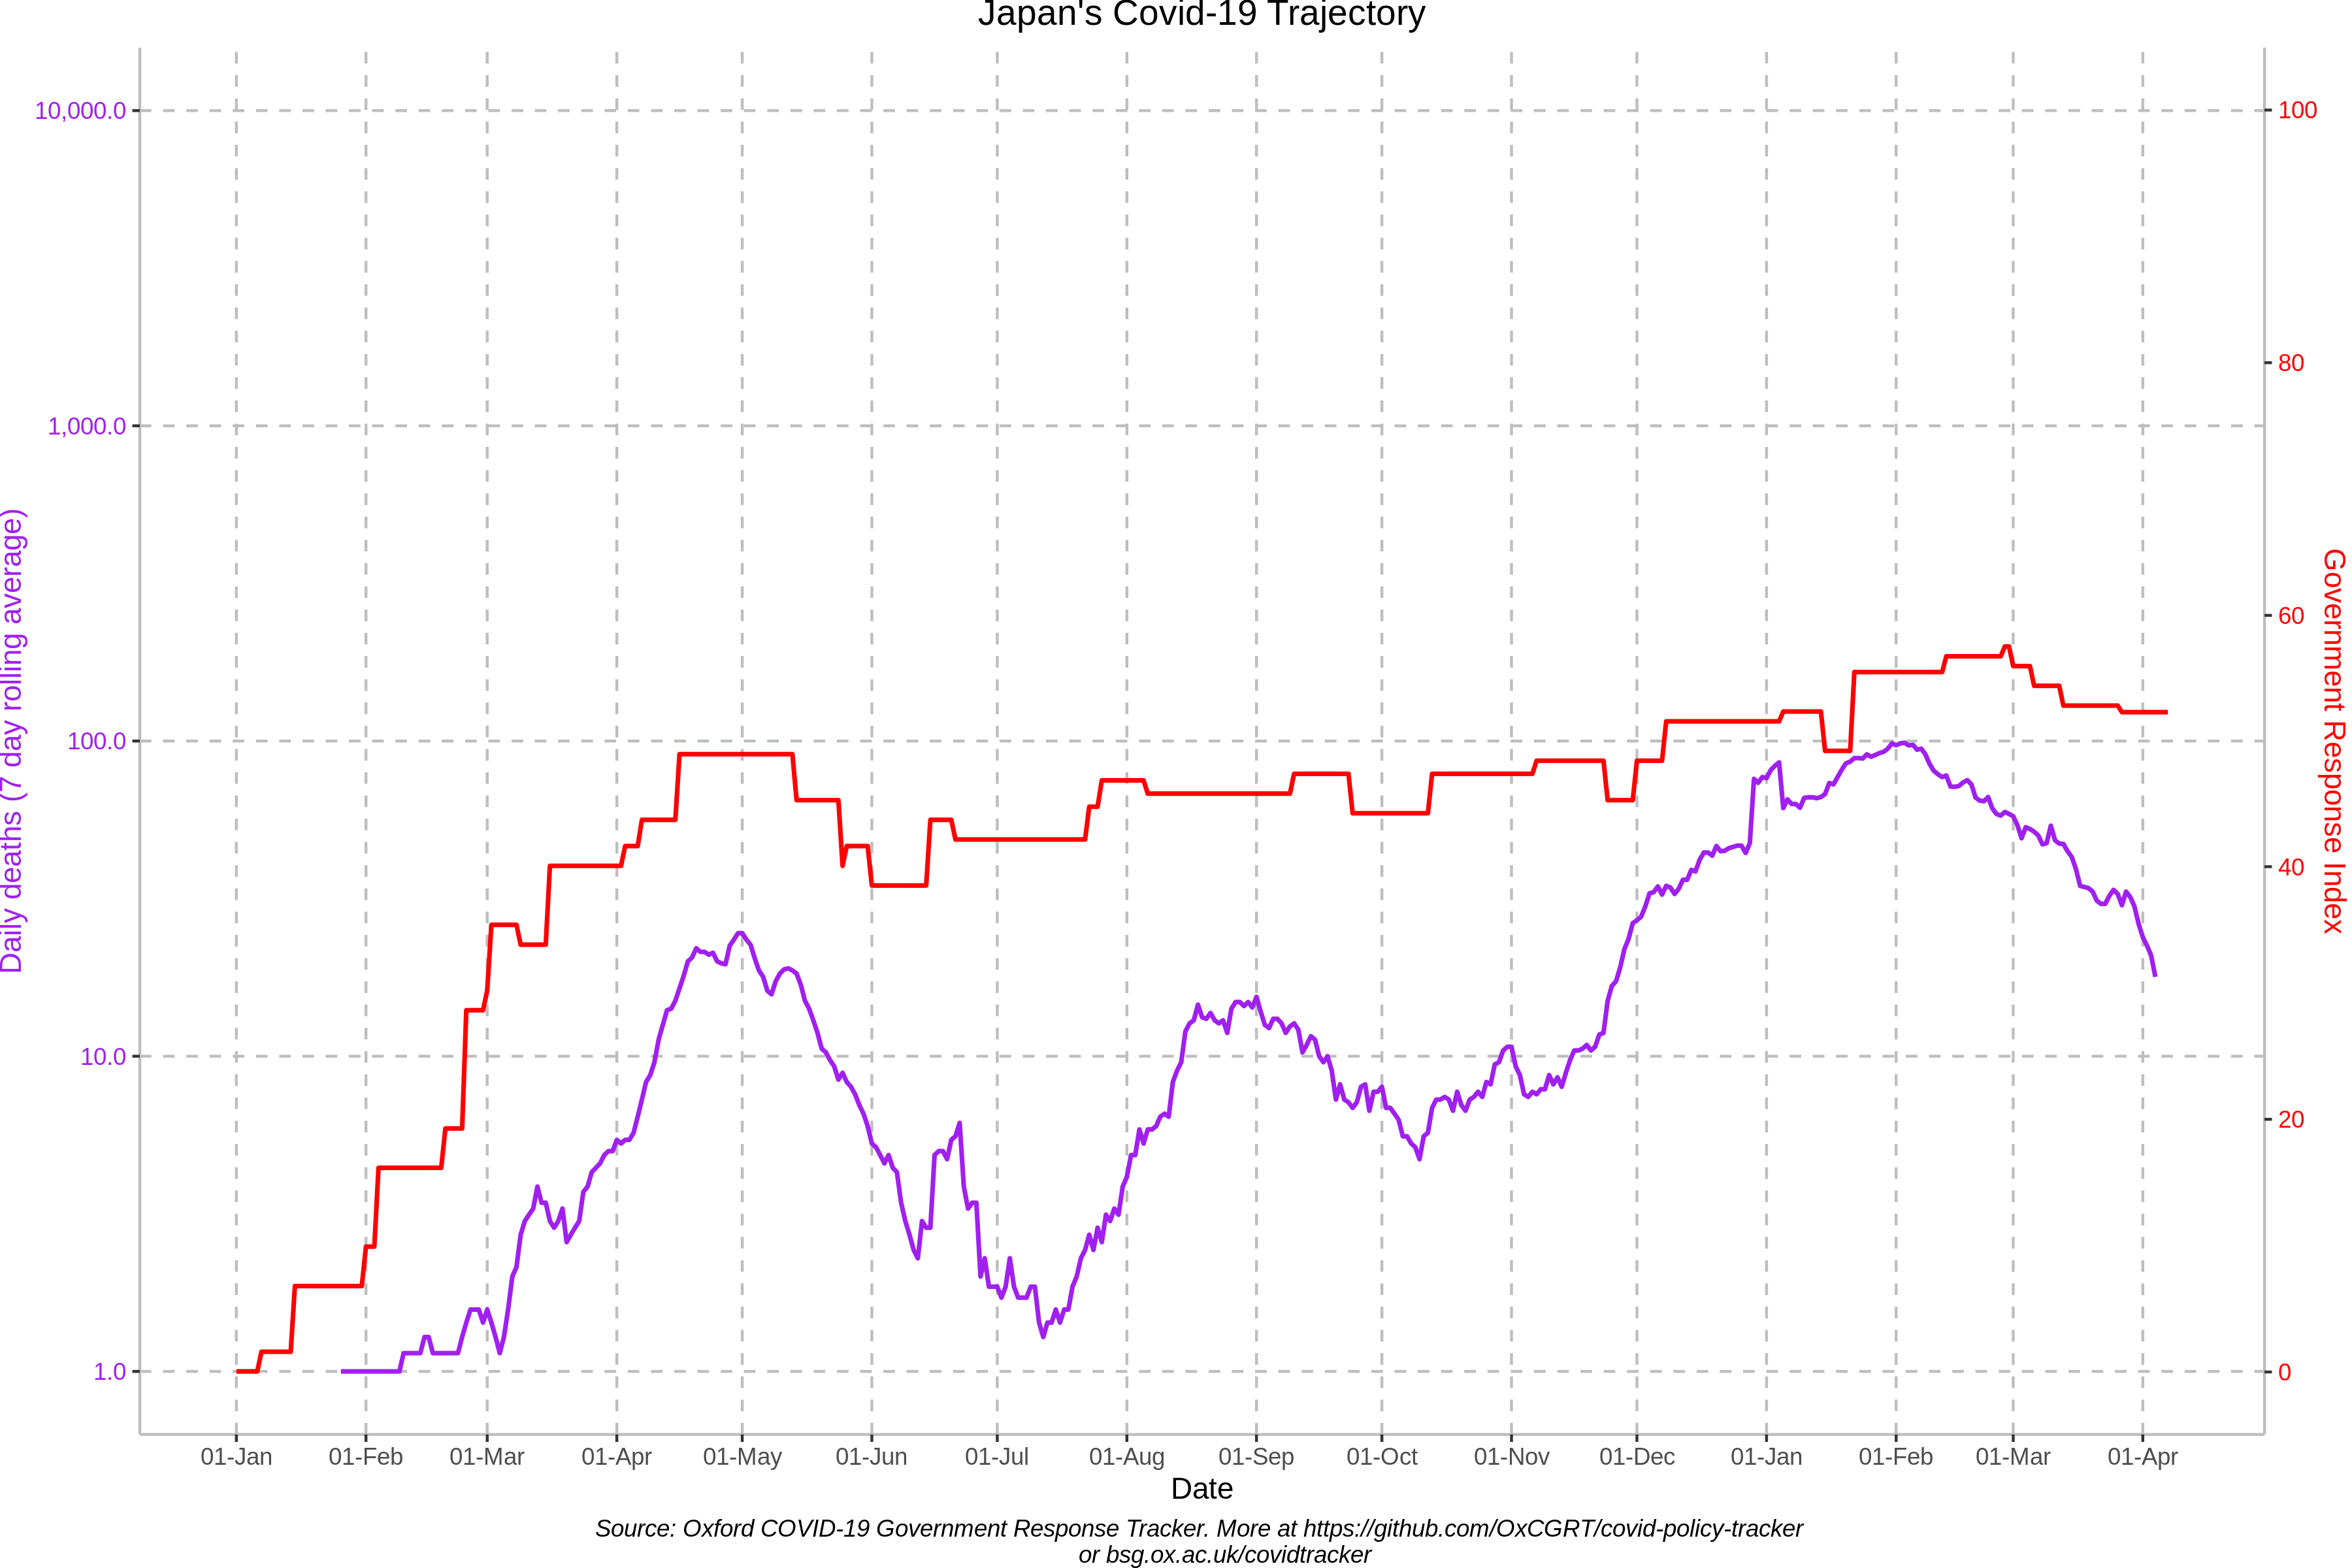 Japan's Covid-19 Trajectory
10,000.0
1,000.0
100.0
10.0
1.0
Daily deaths (7 day rolling average)
100
80
60
40
20
0
Government Response Index
01-Jan 01-Feb 01-Mar 01-Apr 01-May 01-Jun 01-Jul 01-Aug 01-Sep 01-Oct 01-Nov 01-Dec 01-Jan 01-Feb 01-Mar 01-Apr
Date
Source: Oxford COVID-19 Government Response Tracker. More at https://github.com/OxCGRT/covid-policy-tracker
or bsg.ox.ac.uk/covidtracker